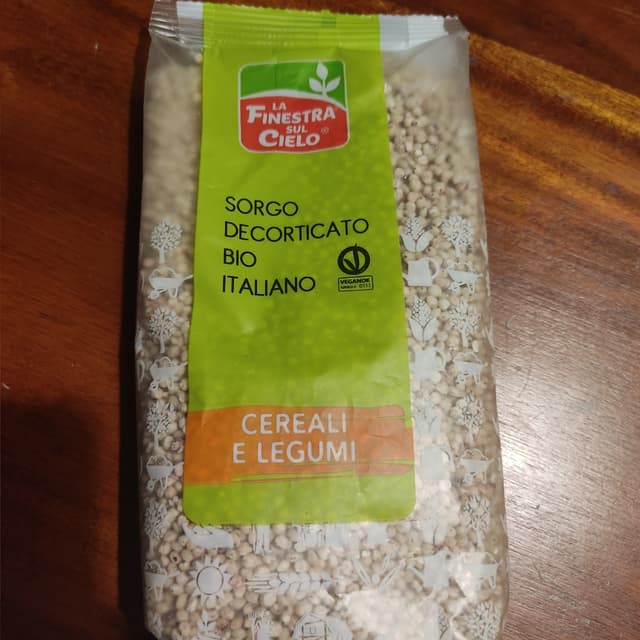 LA
FINESTRA
SUL
CIELO®
SORGO
DECORTICATO
BIO
ITALIANO
VEGANOK
CEREALI
E LEGUMI